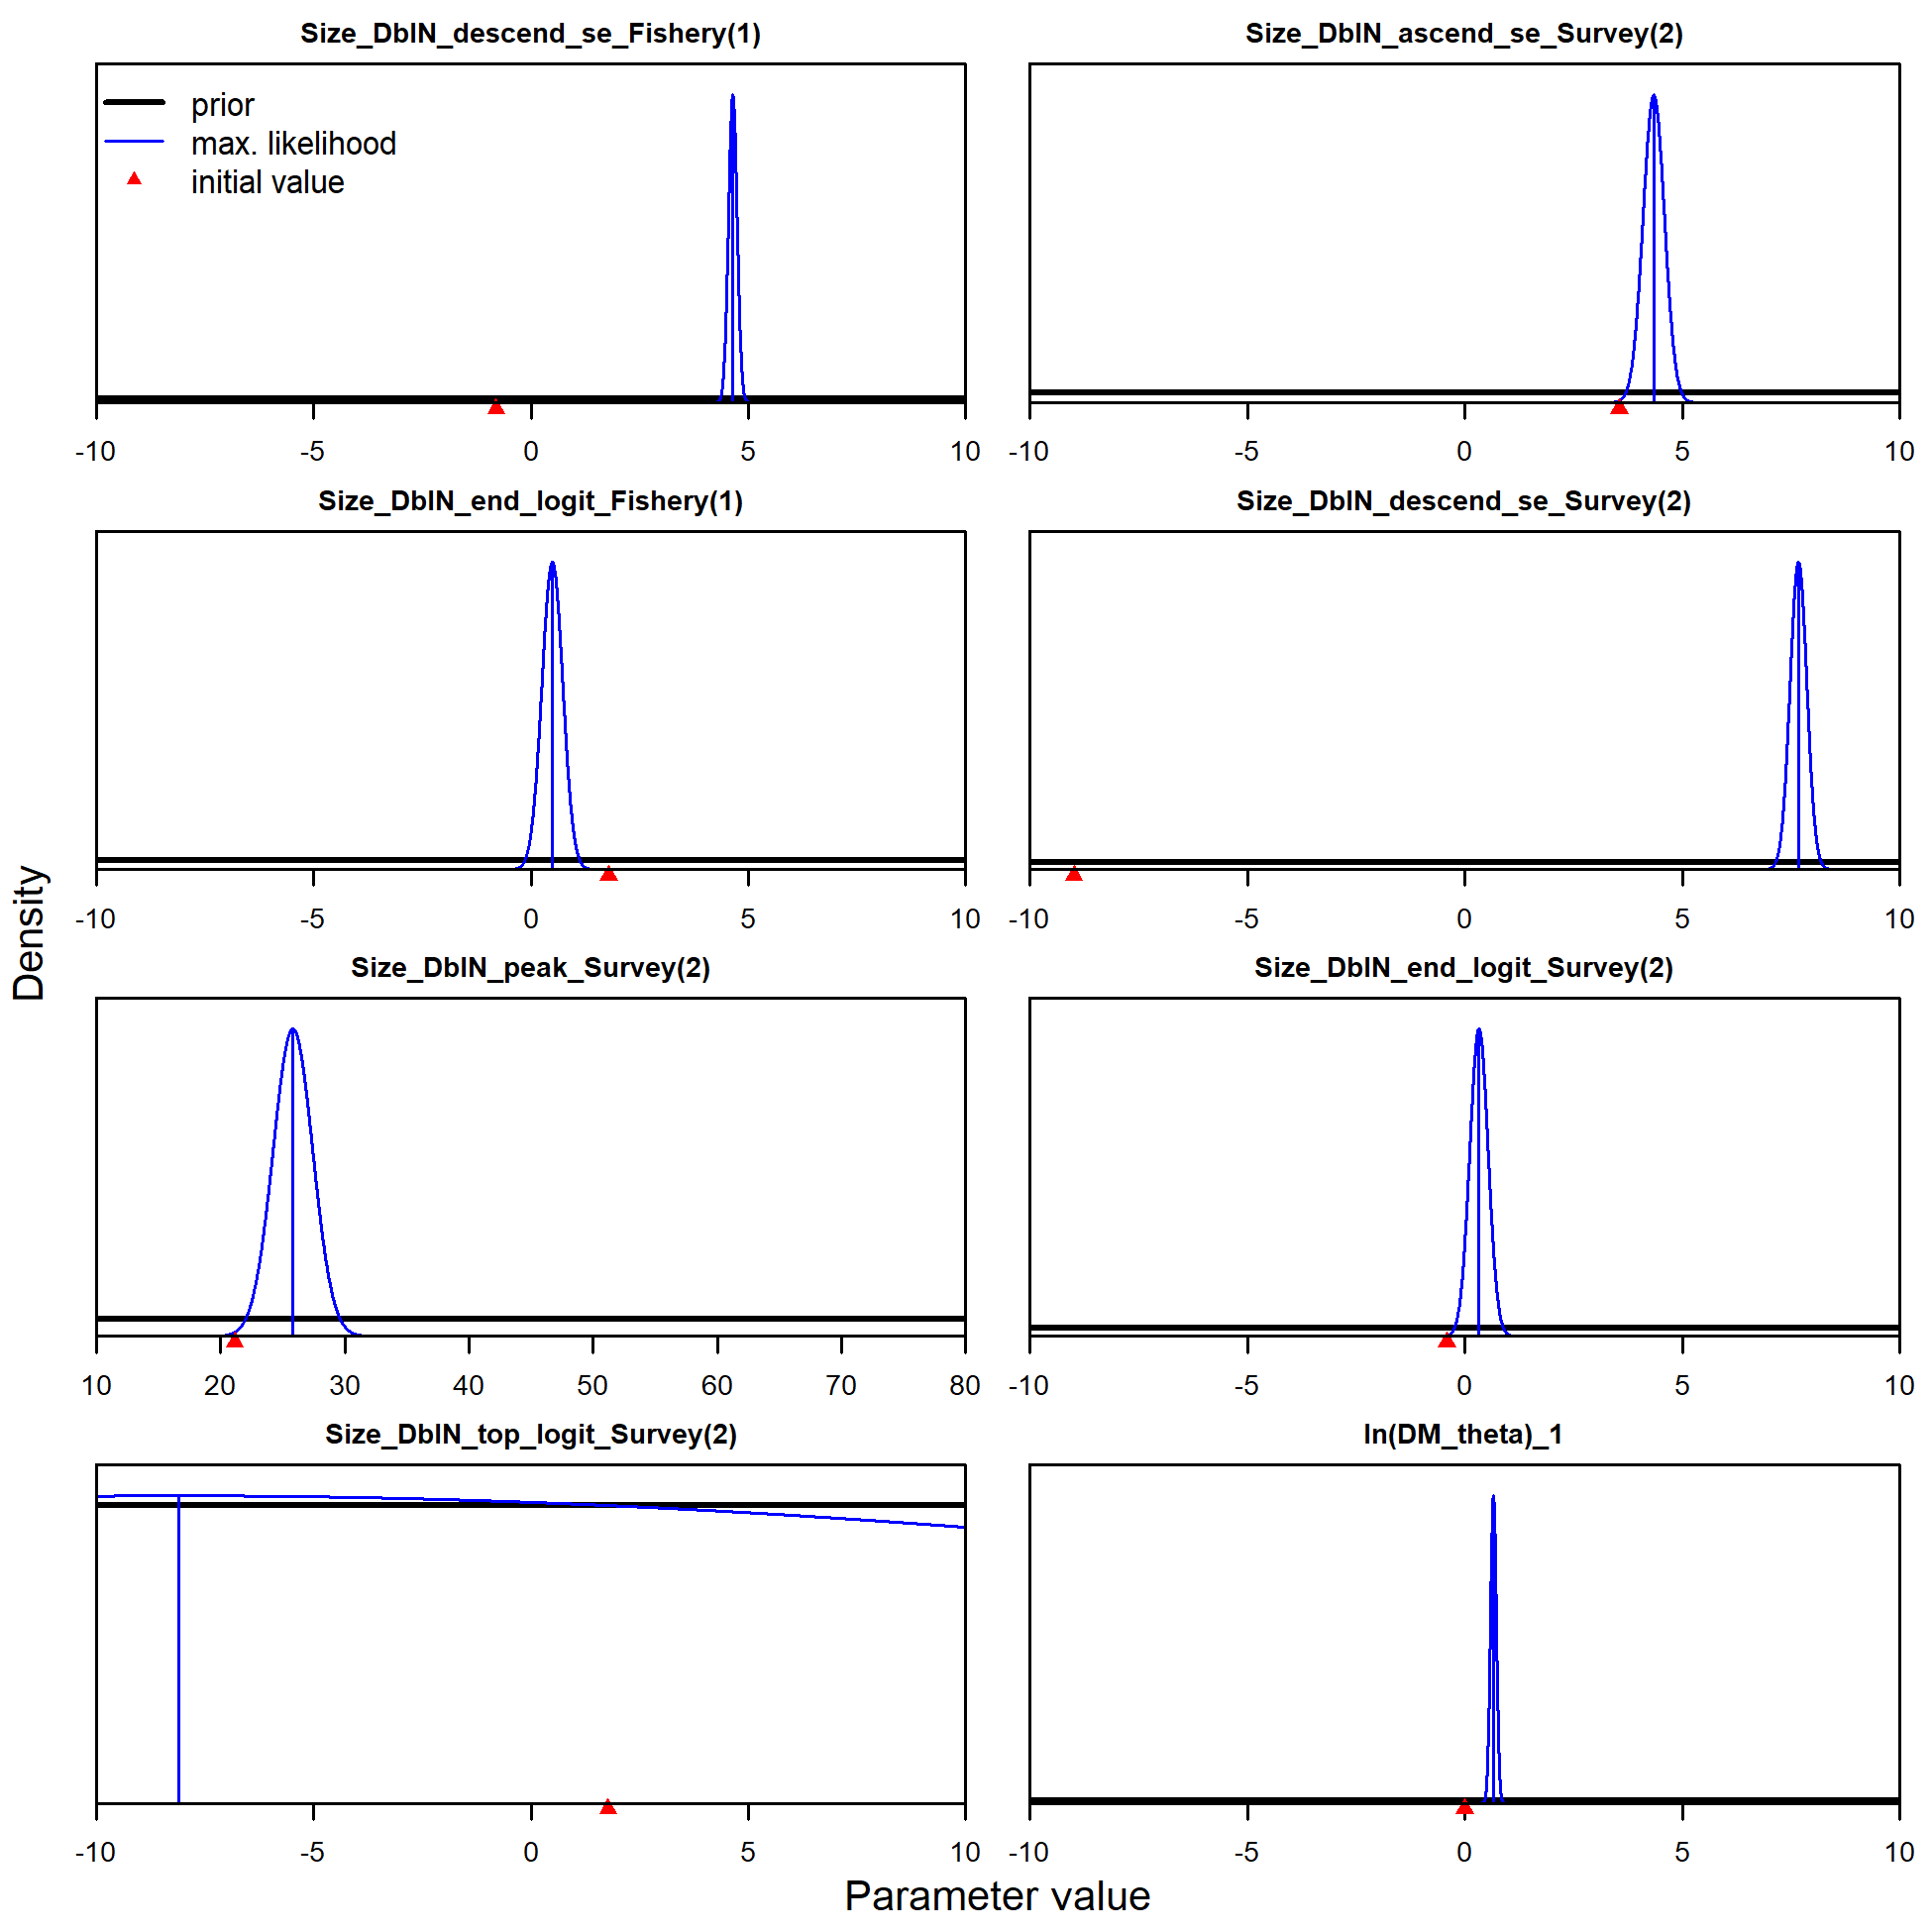 Size_DblN_descend_se_Fishery(1)
prior
max. likelihood
initial value
-10 -5 0 5 10
Size_DblN_ascend_se_Survey(2)
-10 -5 0 5 10
Size_DblN_end_logit_Fishery(1)
-10 -5 0 5 10
Size_DblN_descend_se_Survey(2)
-10 -5 0 5 10
Size_DblN_peak_Survey(2)
10 20 30 40 50 60 70 80
Size_DblN_end_logit_Survey(2)
-10 -5 0 5 10
Size_DblN_top_logit_Survey(2)
-10 -5 0 5 10
ln(DM_theta)_1
-10 -5 0 5 10
Density
Parameter value